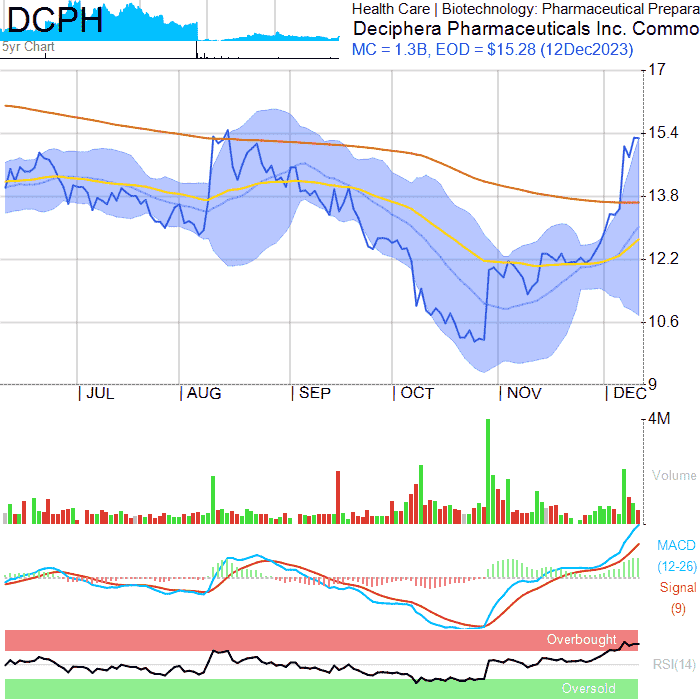 DCPH
5yr Chart
Health Care | Biotechnology: Pharmaceutical Prepara
Deciphera Pharmaceuticals Inc. Commo
MC = 1.3B, EOD = $15.28 (12Dec2023)
17
15.4
13.8
12.2
10.6
9
| JUL | AUG | SEP | OCT | NOV | DEC
4M
Volume
MACD
(12-26)
Signal
(9)
Overbought
RSI(14)
Oversold